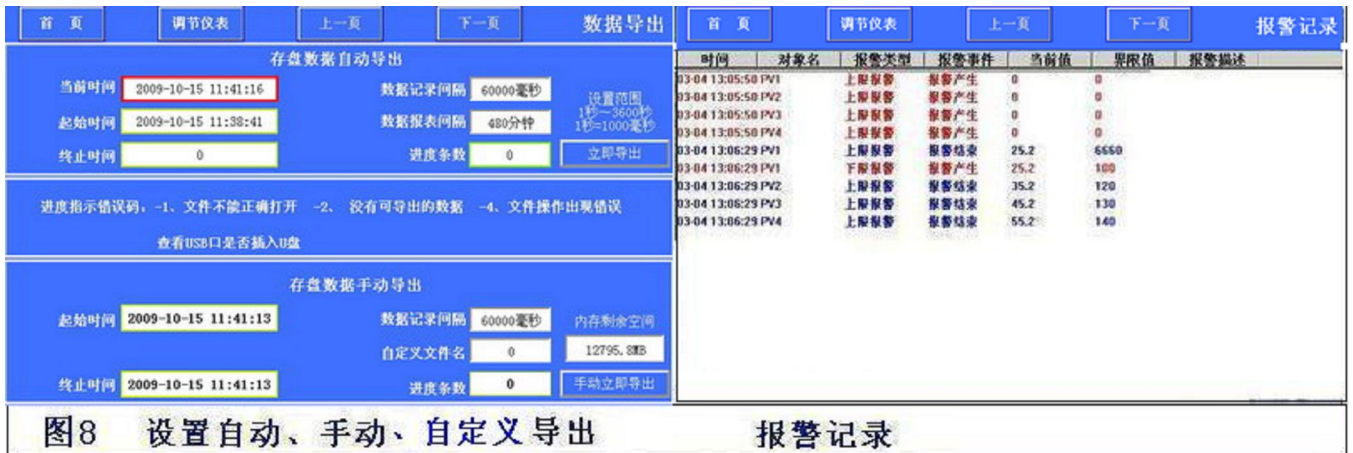 首 页 调节仪表 上一页 下一页 数据导出
存盘数据自动导出
当前时间 2009-10-15 11:41:16 数据记录间隔 60000毫秒 设置范围
1秒—3600秒
起始时间 2009-10-15 11:38:41 数据报表间隔 480分钟 1秒=1000毫秒
终止时间 0 进度条数 0 立即导出
进度指示错误码：-1、文件不能正确打开 -2、 没有可导出的数据 -4、文件操作出现错误
查看USB口是否插入U盘
存盘数据手动导出
起始时间 2009-10-15 11:41:13 数据记录间隔 60000毫秒 内存剩余空间
自定义文件名 0 12795.8MB
终止时间 2009-10-15 11:41:13 进度条数 0 手动立即导出
首 页 调节仪表 上一页 下一页 报警记录
时间 对象名 报警类型 报警事件 当前值 界限值 报警描述
03-04 13:05:50 PV1 上限报警 报警产生 0 0
03-04 13:05:50 PV2 上限报警 报警产生 0 0
03-04 13:05:50 PV3 上限报警 报警产生 0 0
03-04 13:05:50 PV4 上限报警 报警产生 0 0
03-04 13:06:29 PV1 上限报警 报警结束 25.2 6660
03-04 13:06:29 PV1 下限报警 报警产生 25.2 100
03-04 13:06:29 PV2 上限报警 报警结束 35.2 120
03-04 13:06:29 PV3 上限报警 报警结束 45.2 130
03-04 13:06:29 PV4 上限报警 报警结束 55.2 140
图8 设置自动、手动、自定义导出 报警记录